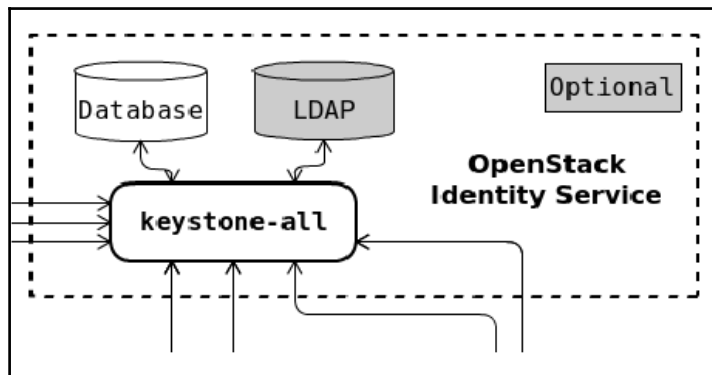 Database
LDAP
Optional
OpenStack
Identity Service
keystone-all